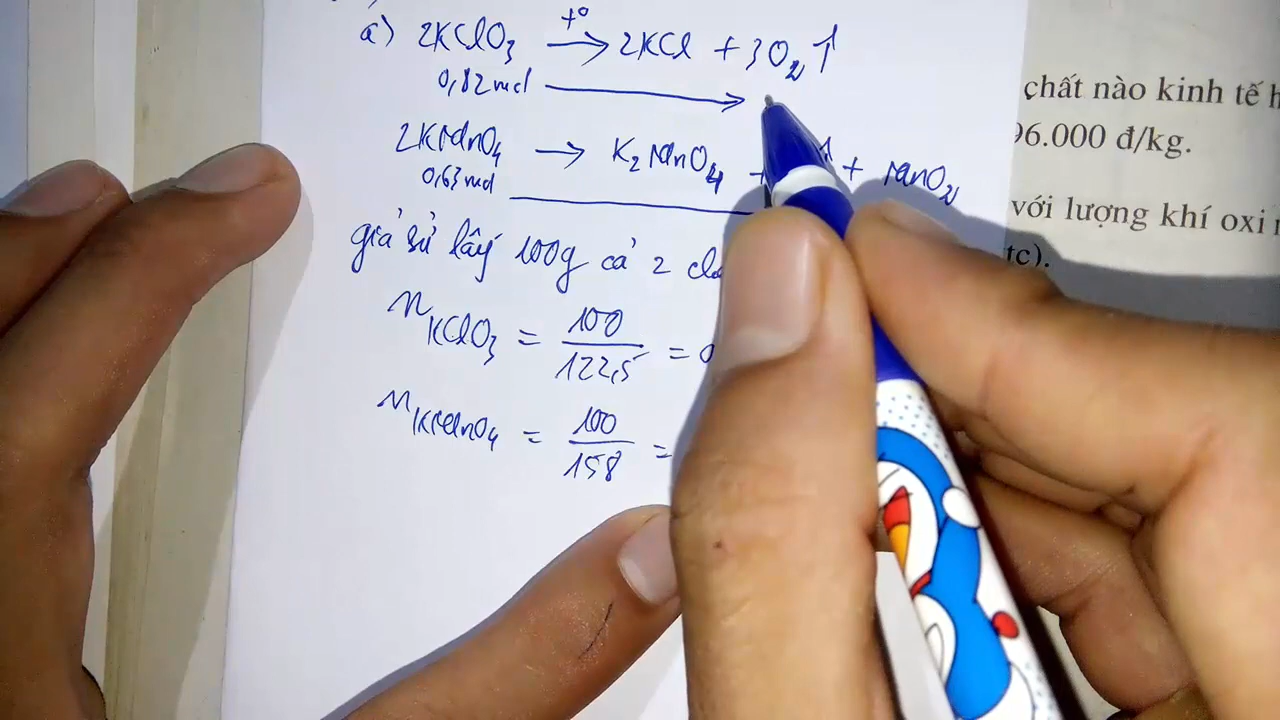 a) 2KClO3 t° → 2KCl + 3O2 ↑
0,82 mol →
2KMnO4 → K2MnO4 + + MnO2
0,63 mol
giả sử lấy 100g cả 2
nKClO3 = 100/122,5 = 0
nKMnO4 = 100/158 =
chất nào kinh tế h
96.000 đ/kg.
với lượng khí oxi
tc).